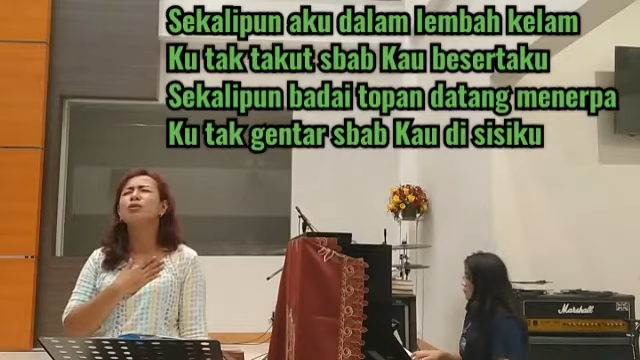 Sekalipun aku dalam lembah kelam
Ku tak takut sbab Kau besertaku
Sekalipun badai topan datang menerpa
Ku tak gentar sbab Kau di sisiku
Marshall